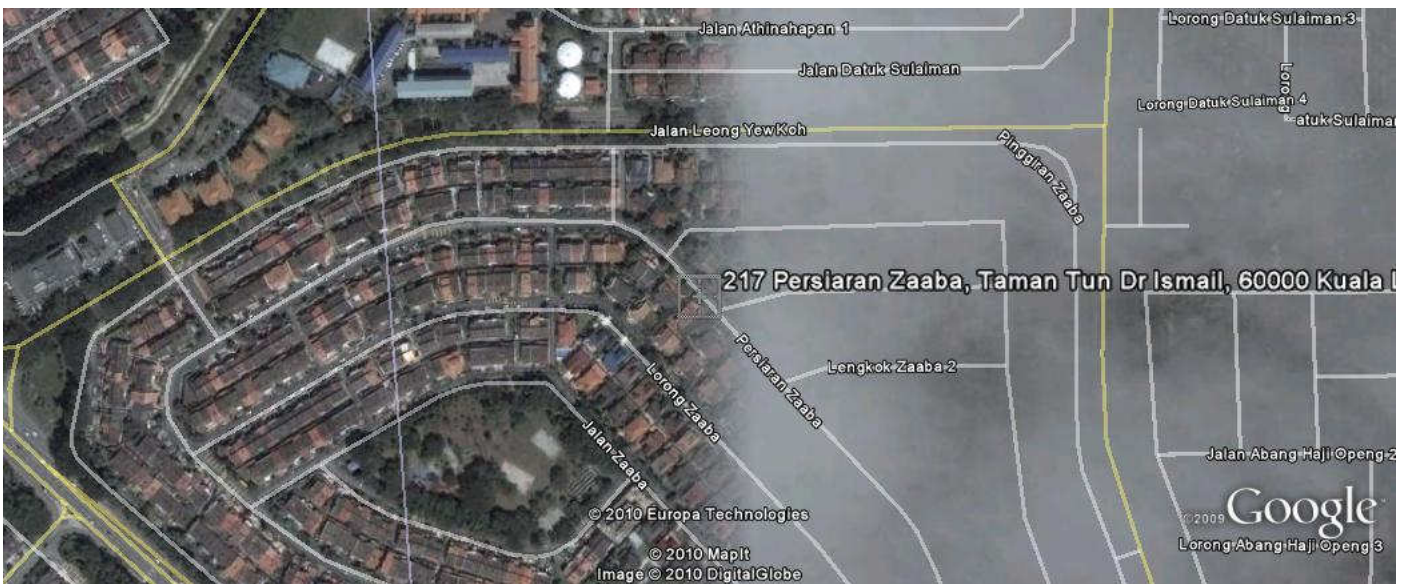 Jalan Athinahapan 1
Lorong Datuk Sulaiman 3
Jalan Datuk Sulaiman
Lorong Datuk Sulaiman 4
Lorong
atuk Sulaiman
Jalan Leong Yew Koh
Pinggiran Zaaba
217 Persiaran Zaaba, Taman Tun Dr Ismail, 60000 Kuala L
Persiaran Zaaba
Lengkok Zaaba 2
Lorong Zaaba
Jalan Zaaba
Jalan Abang Haji Openg 2
© 2010 Europa Technologies
©2009 Google
Lorong Abang Haji Openg 3
© 2010 MapIt
Image © 2010 DigitalGlobe